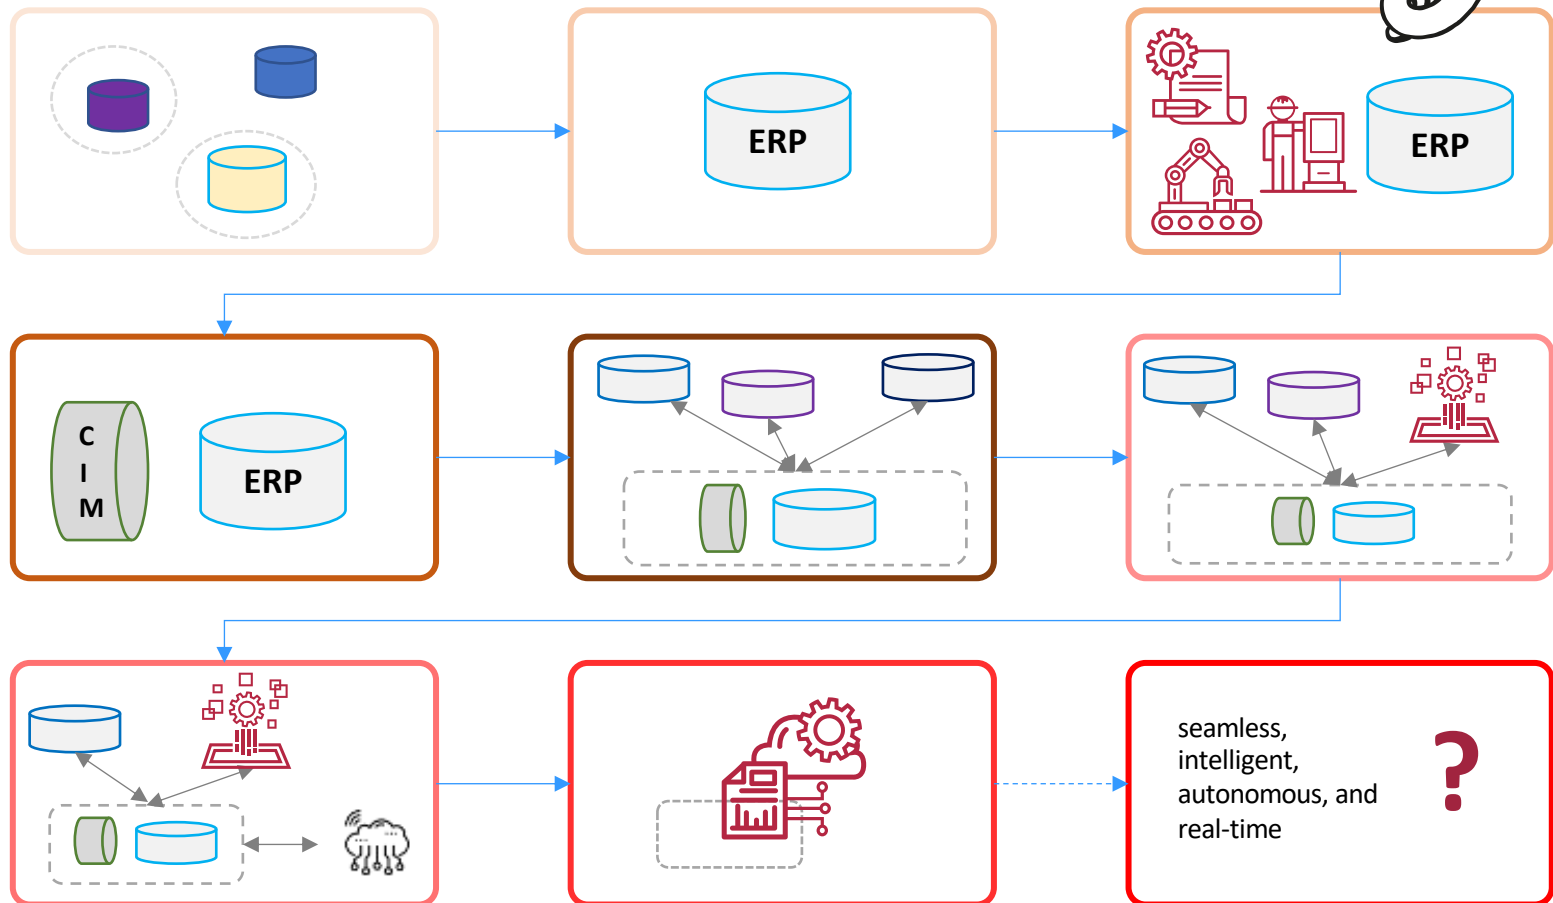 ERP
ERP
C
I
M
ERP
seamless,
intelligent,
autonomous, and
real-time
?